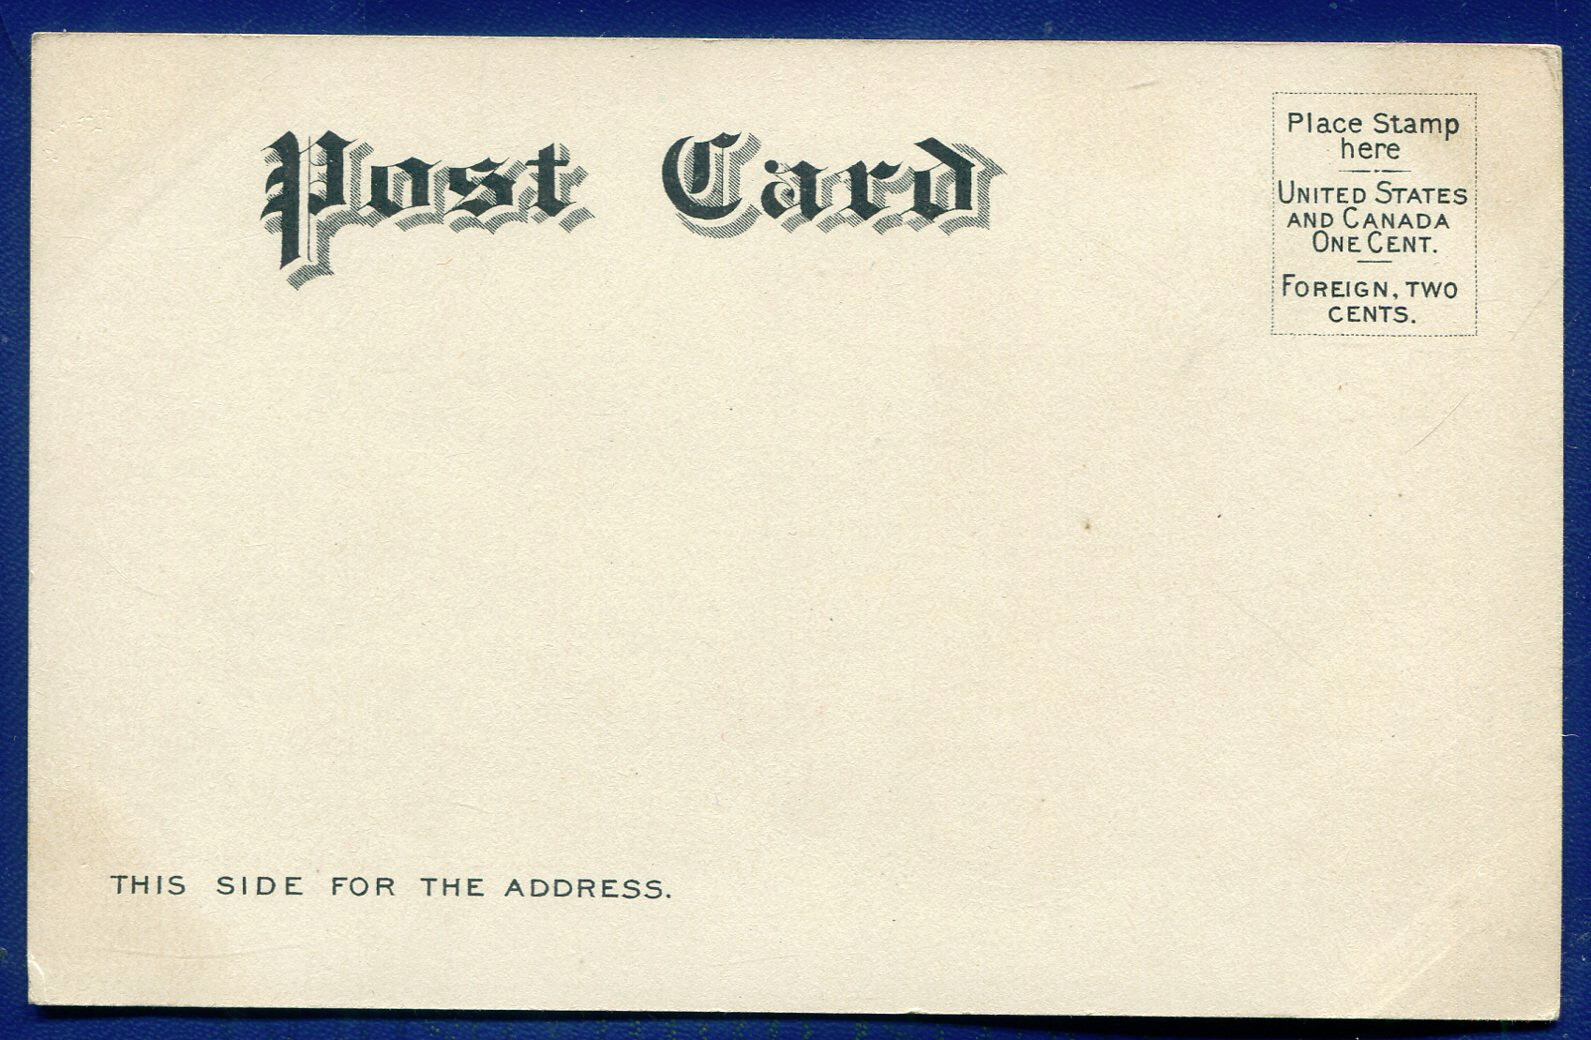 Post Card
Place Stamp
here
UNITED STATES
AND CANADA
ONE CENT.
FOREIGN, TWO
CENTS.
THIS SIDE FOR THE ADDRESS.